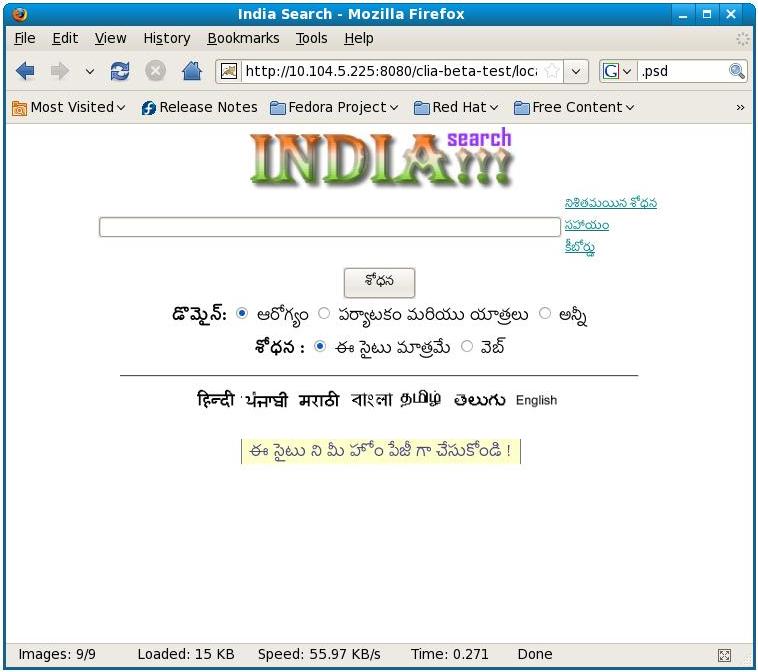 India Search - Mozilla Firefox
File Edit View History Bookmarks Tools Help
http://10.104.5.225:8080/clia-beta-test/loca .psd
Most Visited Release Notes Fedora Project Red Hat Free Content »
INDIA!!! search
నిశితమయిన శోధన
సహాయం
కీబోర్డు
శోధన
డొమైన్: ఆరోగ్యం పర్యాటకం మరియు యాత్రలు అన్నీ
శోధన : ఈ సైటు మాత్రమే వెబ్
हिन्दी ਪੰਜਾਬੀ मराठी বাংলা தமிழ் తెలుగు English
ఈ సైటు ని మీ హోం పేజీ గా చేసుకోండి !
Images: 9/9 Loaded: 15 KB Speed: 55.97 KB/s Time: 0.271 Done